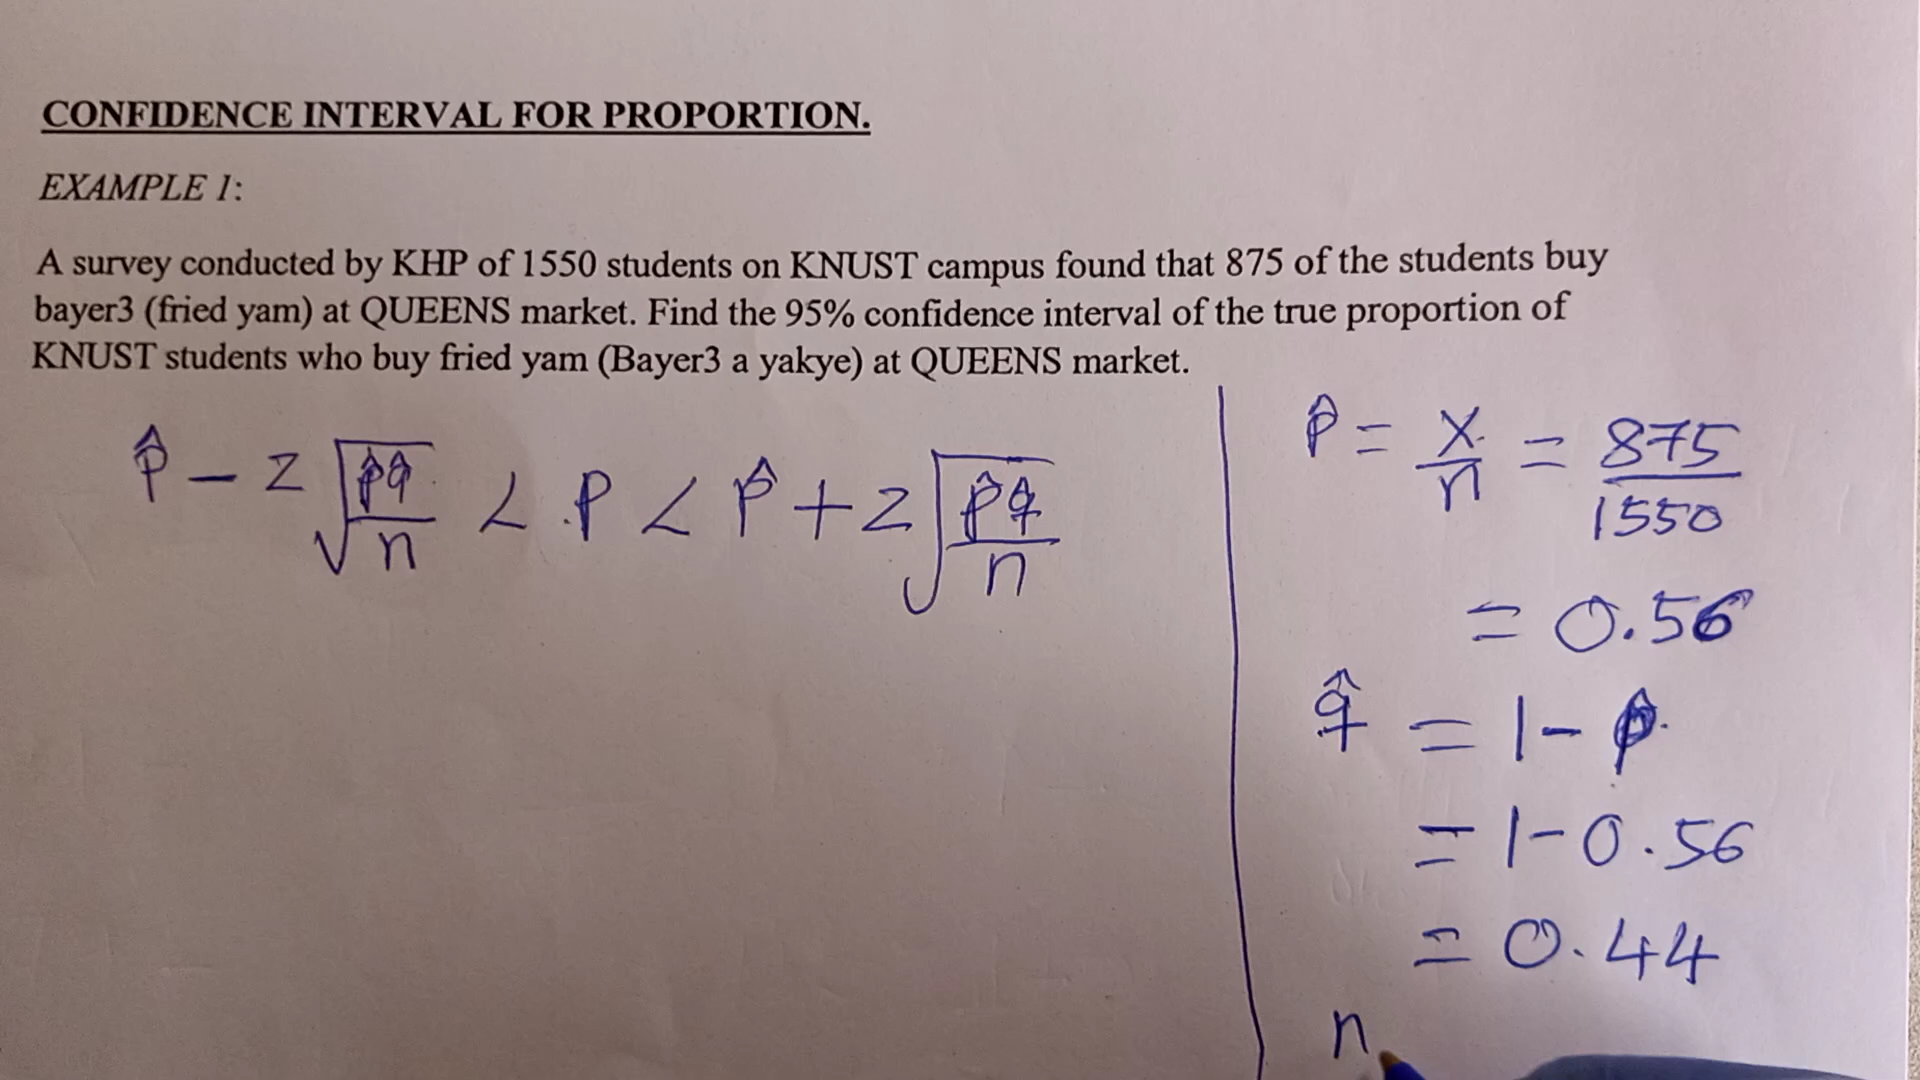 CONFIDENCE INTERVAL FOR PROPORTION.
EXAMPLE 1:
A survey conducted by KHP of 1550 students on KNUST campus found that 875 of the students buy
bayer3 (fried yam) at QUEENS market. Find the 95% confidence interval of the true proportion of
KNUST students who buy fried yam (Bayer3 a yakye) at QUEENS market.
p̂ - z √(p̂q̂/n) < P < p̂ + z √(p̂q̂/n)
p̂ = x/n = 875/1550
= 0.56
q̂ = 1 - p̂
= 1 - 0.56
= 0.44
n